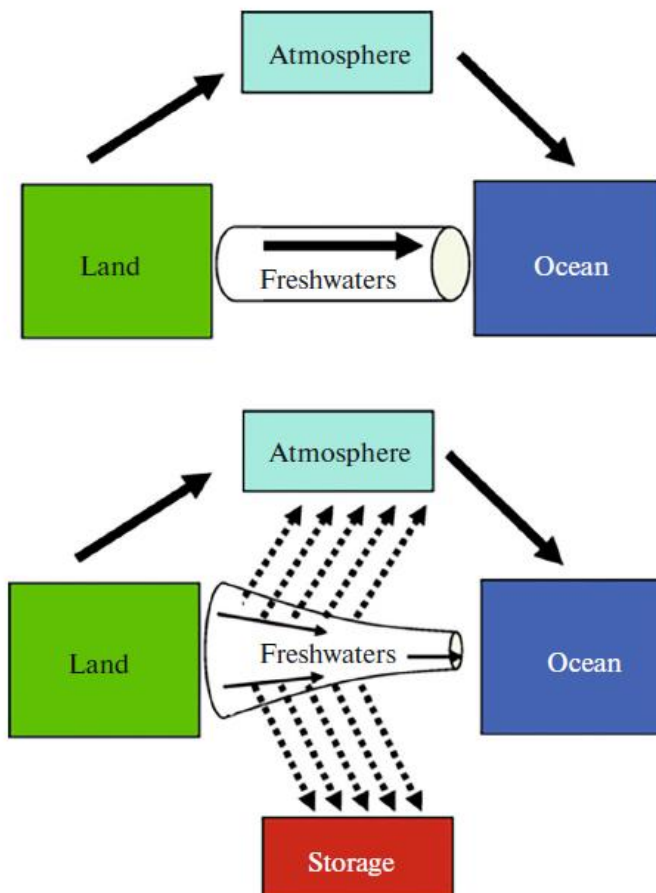 Atmosphere
Land
Freshwaters
Ocean
Atmosphere
Land
Freshwaters
Ocean
Storage